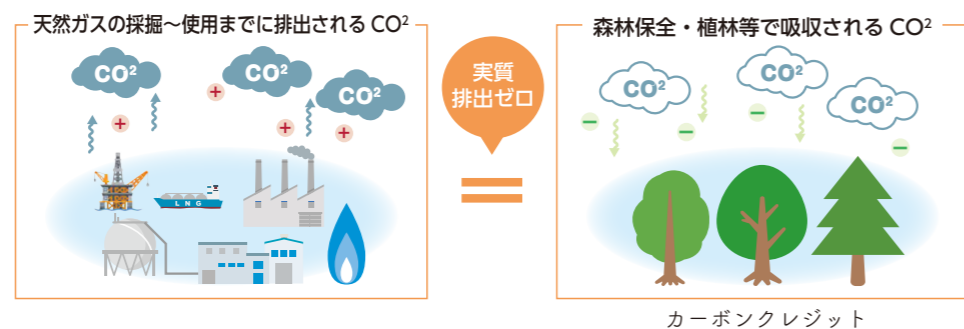 天然ガスの採掘〜使用までに排出されるCO²
CO²
CO²
CO²
LNG
実質
排出ゼロ
森林保全・植林等で吸収されるCO²
CO²
CO²
CO²
カーボンクレジット